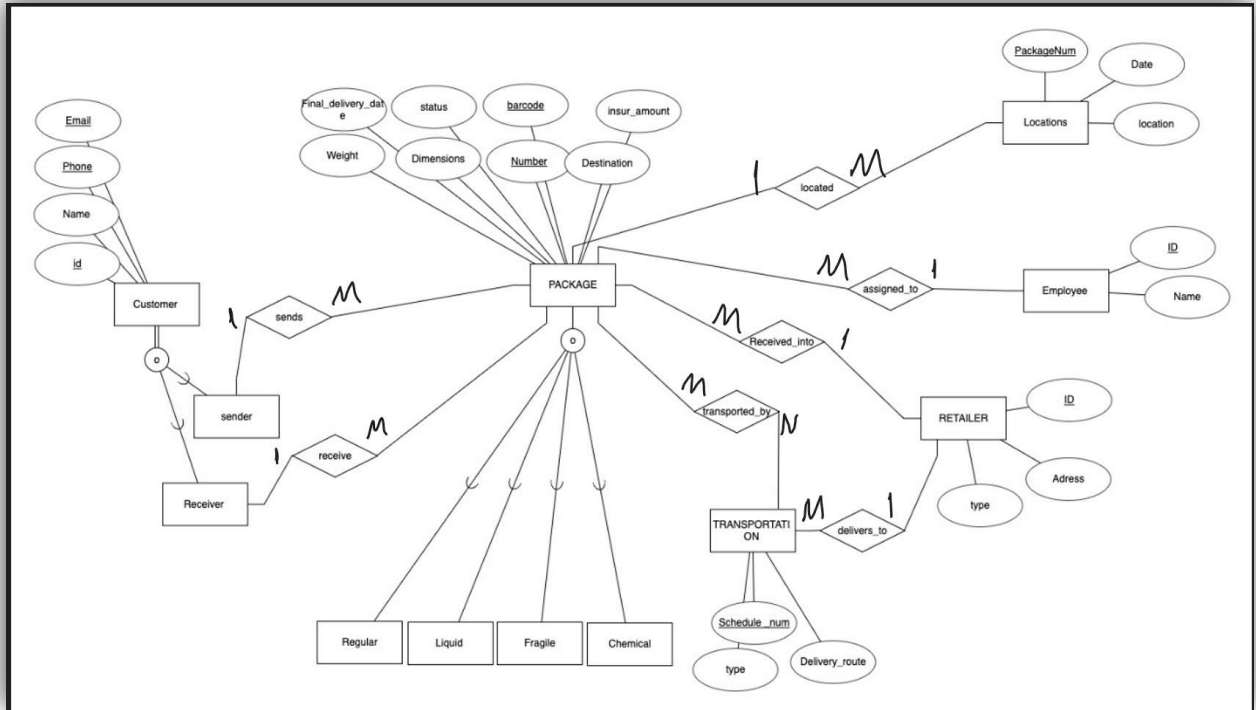 PackageNum
Date
Locations
location
Email
Phone
Name
id
Customer
Final_delivery_dat
e
status
barcode
insur_amount
Weight
Dimensions
Number
Destination
1
located
M
PACKAGE
M
assigned_to
1
Employee
ID
Name
1
sends
M
o
o
M
Received_into
1
sender
M
transported_by
N
RETAILER
ID
Adress
type
1
receive
M
Receiver
TRANSPORTATI
ON
M
delivers_to
1
Regular
Liquid
Fragile
Chemical
Schedule_num
type
Delivery_route